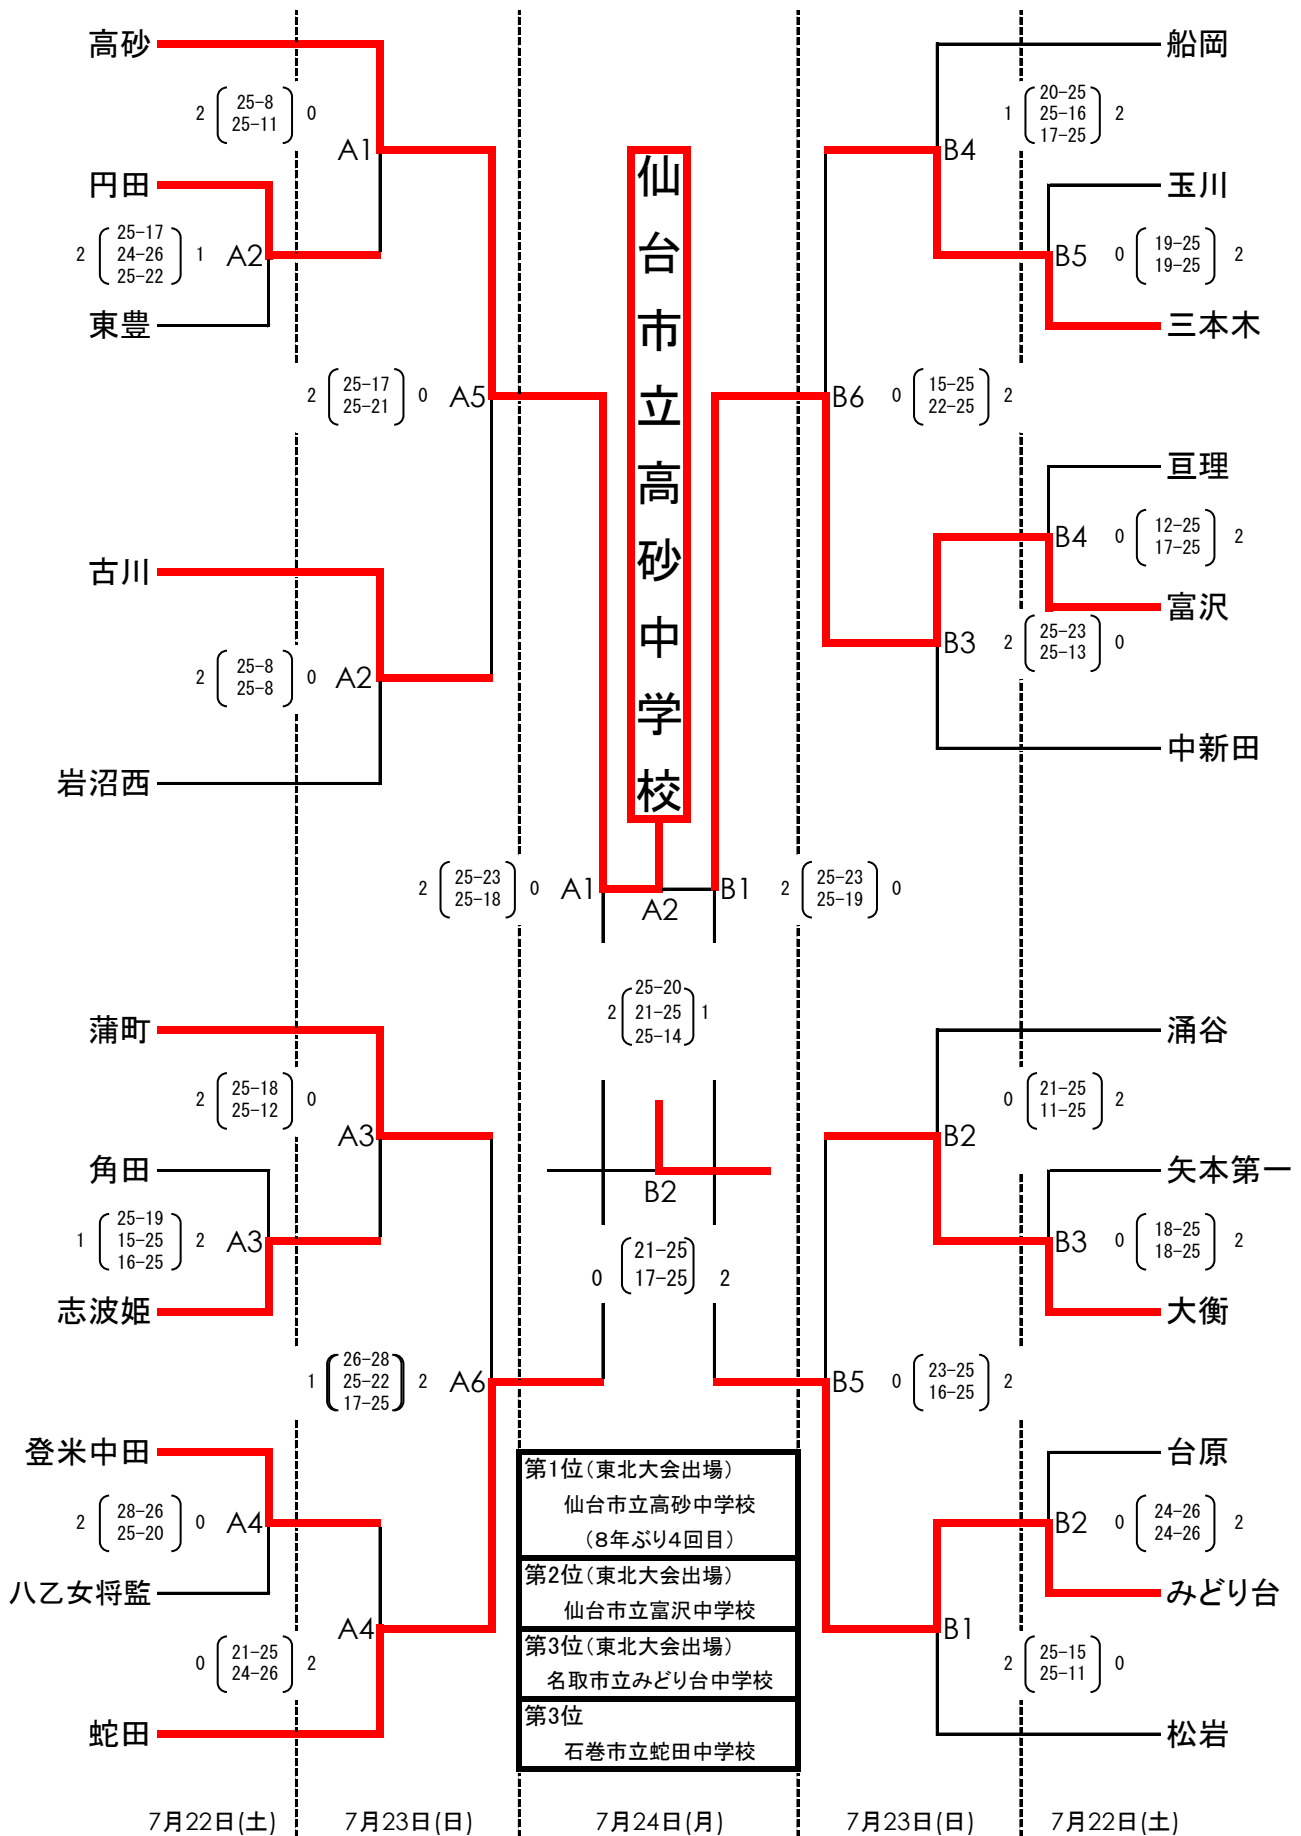 高砂
2 25-8 0
25-11
A1
円田
2 25-17 1
24-26
25-22
A2
東豊
2 25-17 0
25-21
A5
古川
2 25-8 0
25-8
A2
岩沼西
2 25-23 0
25-18
A1
蒲町
2 25-18 0
25-12
A3
角田
1 25-19 2
15-25
16-25
A3
志波姫
1 26-28 2
25-22
17-25
A6
登米中田
2 28-26 0
25-20
A4
八乙女将監
0 21-25 2
24-26
A4
蛇田
仙台市立高砂中学校
A2
2 25-20 1
21-25
25-14
B2
0 21-25 2
17-25
第1位(東北大会出場)
仙台市立高砂中学校
(8年ぶり4回目)
第2位(東北大会出場)
仙台市立富沢中学校
第3位(東北大会出場)
名取市立みどり台中学校
第3位
石巻市立蛇田中学校
船岡
1 20-25 2
25-16
17-25
B4
玉川
B5
0 19-25 2
19-25
三本木
B6
0 15-25 2
22-25
亘理
B4
0 12-25 2
17-25
富沢
B3
2 25-23 0
25-13
中新田
B1
2 25-23 0
25-19
涌谷
0 21-25 2
11-25
B2
矢本第一
B3
0 18-25 2
18-25
大衡
B5
0 23-25 2
16-25
台原
B2
0 24-26 2
24-26
みどり台
B1
2 25-15 0
25-11
松岩
7月22日(土)
7月23日(日)
7月24日(月)
7月23日(日)
7月22日(土)